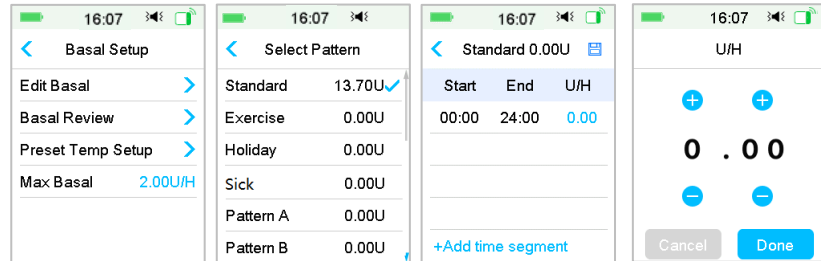 16:07
Basal Setup
Edit Basal
Basal Review
Preset Temp Setup
Max Basal 2.00U/H
16:07
Select Pattern
Standard 13.70U
Exercise 0.00U
Holiday 0.00U
Sick 0.00U
Pattern A 0.00U
Pattern B 0.00U
16:07
Standard 0.00U
Start End U/H
00:00 24:00 0.00
+Add time segment
16:07
U/H
0.00
Cancel Done